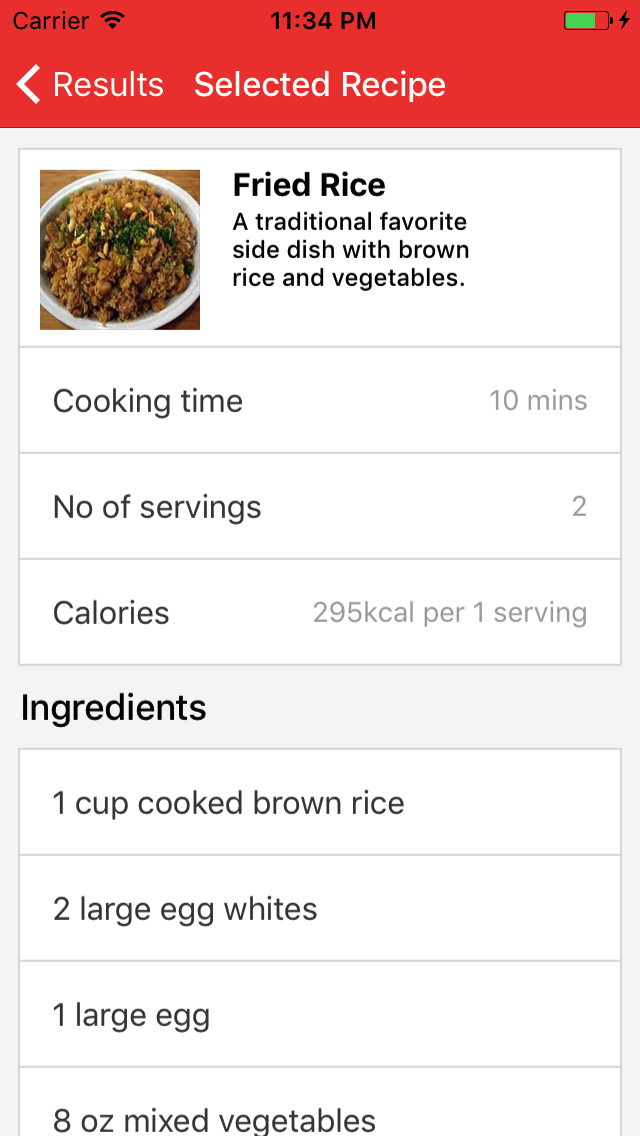 Carrier 11:34 PM
Results Selected Recipe
Fried Rice
A traditional favorite
side dish with brown
rice and vegetables.
Cooking time 10 mins
No of servings 2
Calories 295kcal per 1 serving
Ingredients
1 cup cooked brown rice
2 large egg whites
1 large egg
8 oz mixed vegetables